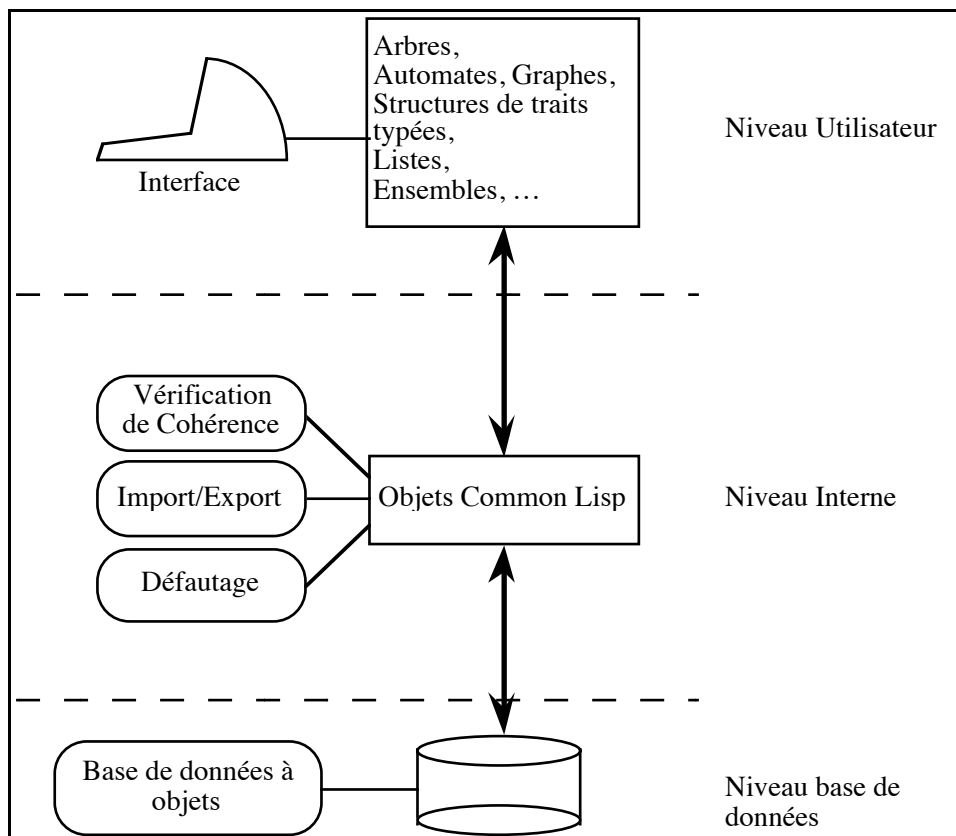 Arbres,
Automates, Graphes,
Structures de traits
typées,
Listes,
Ensembles, …
Interface
Niveau Utilisateur
Vérification
de Cohérence
Import/Export
Défautage
Objets Common Lisp
Niveau Interne
Base de données à
objets
Niveau base de
données